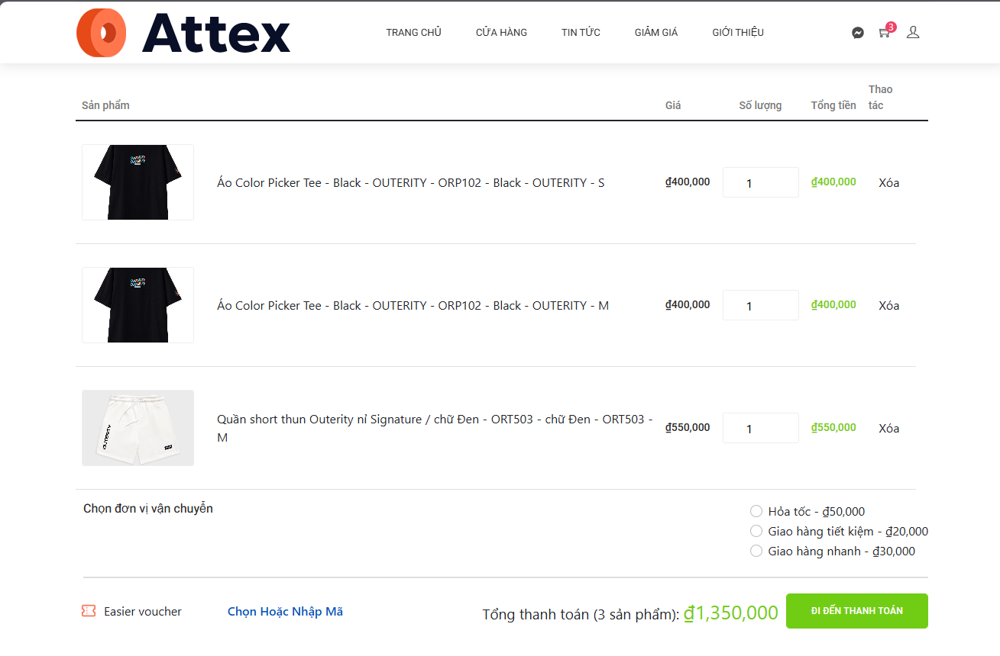 Attex
TRANG CHỦ
CỬA HÀNG
TIN TỨC
GIẢM GIÁ
GIỚI THIỆU
3
Sản phẩm
Giá
Số lượng
Tổng tiền
Thao
tác
Áo Color Picker Tee - Black - OUTERITY - ORP102 - Black - OUTERITY - S
₫400,000
1
₫400,000
Xóa
Áo Color Picker Tee - Black - OUTERITY - ORP102 - Black - OUTERITY - M
₫400,000
1
₫400,000
Xóa
OUTERITY
Quần short thun Outerity nỉ Signature / chữ Đen - ORT503 - chữ Đen - ORT503 -
M
₫550,000
1
₫550,000
Xóa
Chọn đơn vị vận chuyển
Hỏa tốc - ₫50,000
Giao hàng tiết kiệm - ₫20,000
Giao hàng nhanh - ₫30,000
Easier voucher
Chọn Hoặc Nhập Mã
Tổng thanh toán (3 sản phẩm): ₫1,350,000
ĐI ĐẾN THANH TOÁN